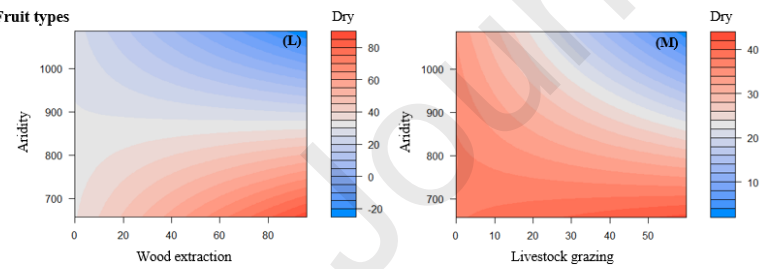 Fruit types
Dry
(L)
80
60
40
20
0
-20
1000
900
800
700
Aridity
0 20 40 60 80
Wood extraction
Dry
(M)
40
30
20
10
1000
900
800
700
Aridity
0 10 20 30 40 50
Livestock grazing
Jour